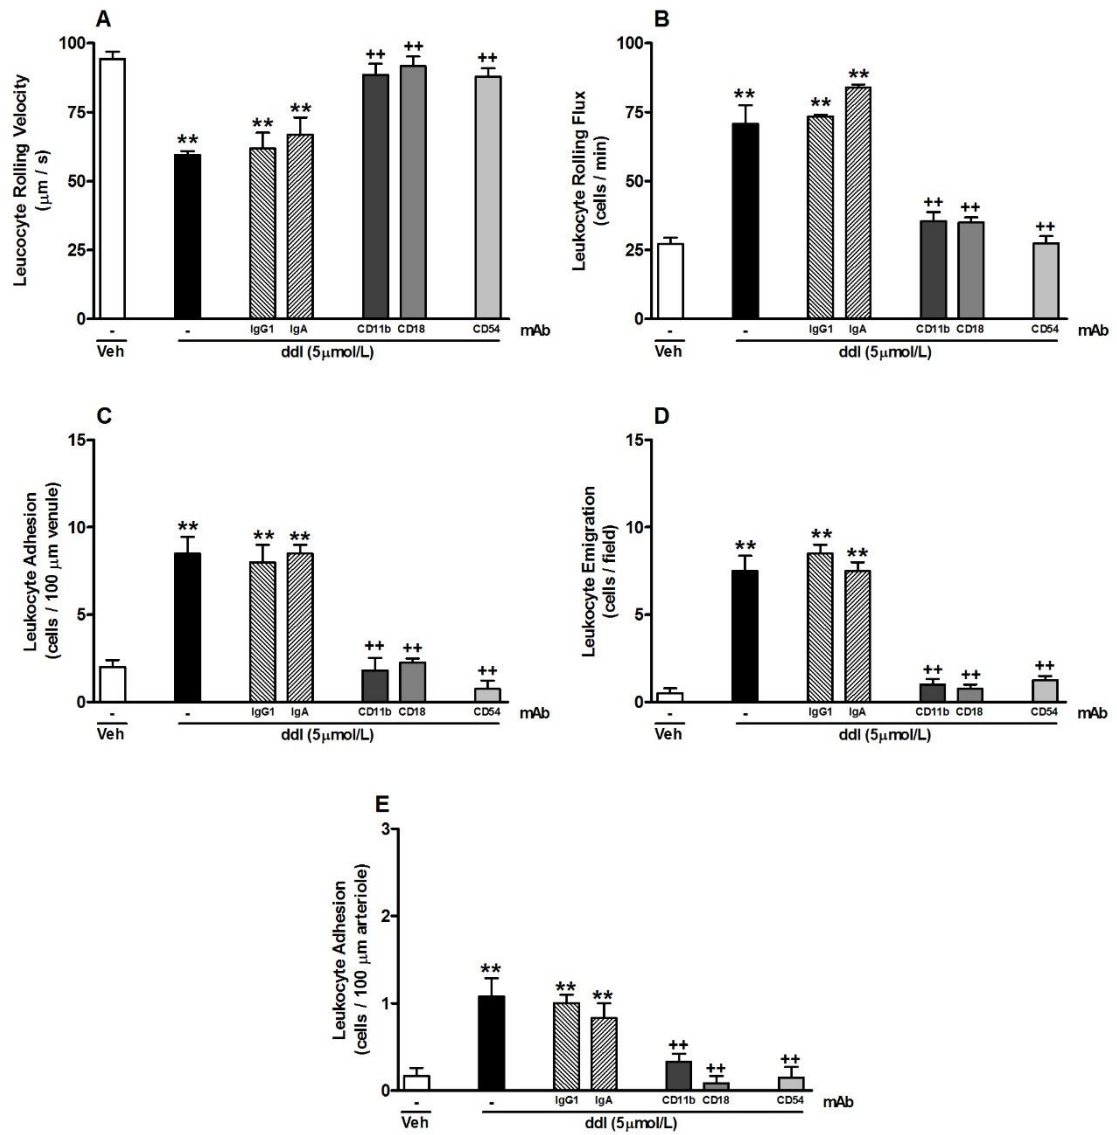 A
Leucocyte Rolling Velocity
(μm / s)
100
75
50
25
0
**
**
**
++
++
++
-
-
IgG1
IgA
CD11b
CD18
CD54
mAb
Veh
ddI (5μmol/L)
B
Leukocyte Rolling Flux
(cells / min)
100
75
50
25
0
**
**
**
++
++
++
-
-
IgG1
IgA
CD11b
CD18
CD54
mAb
Veh
ddI (5μmol/L)
C
Leukocyte Adhesion
(cells / 100 μm venule)
15
10
5
0
**
**
**
++
++
++
-
-
IgG1
IgA
CD11b
CD18
CD54
mAb
Veh
ddI (5μmol/L)
D
Leukocyte Emigration
(cells / field)
15
10
5
0
**
**
**
++
++
++
-
-
IgG1
IgA
CD11b
CD18
CD54
mAb
Veh
ddI (5μmol/L)
E
Leukocyte Adhesion
(cells / 100 μm arteriole)
3
2
1
0
**
**
**
++
++
++
-
-
IgG1
IgA
CD11b
CD18
CD54
mAb
Veh
ddI (5μmol/L)